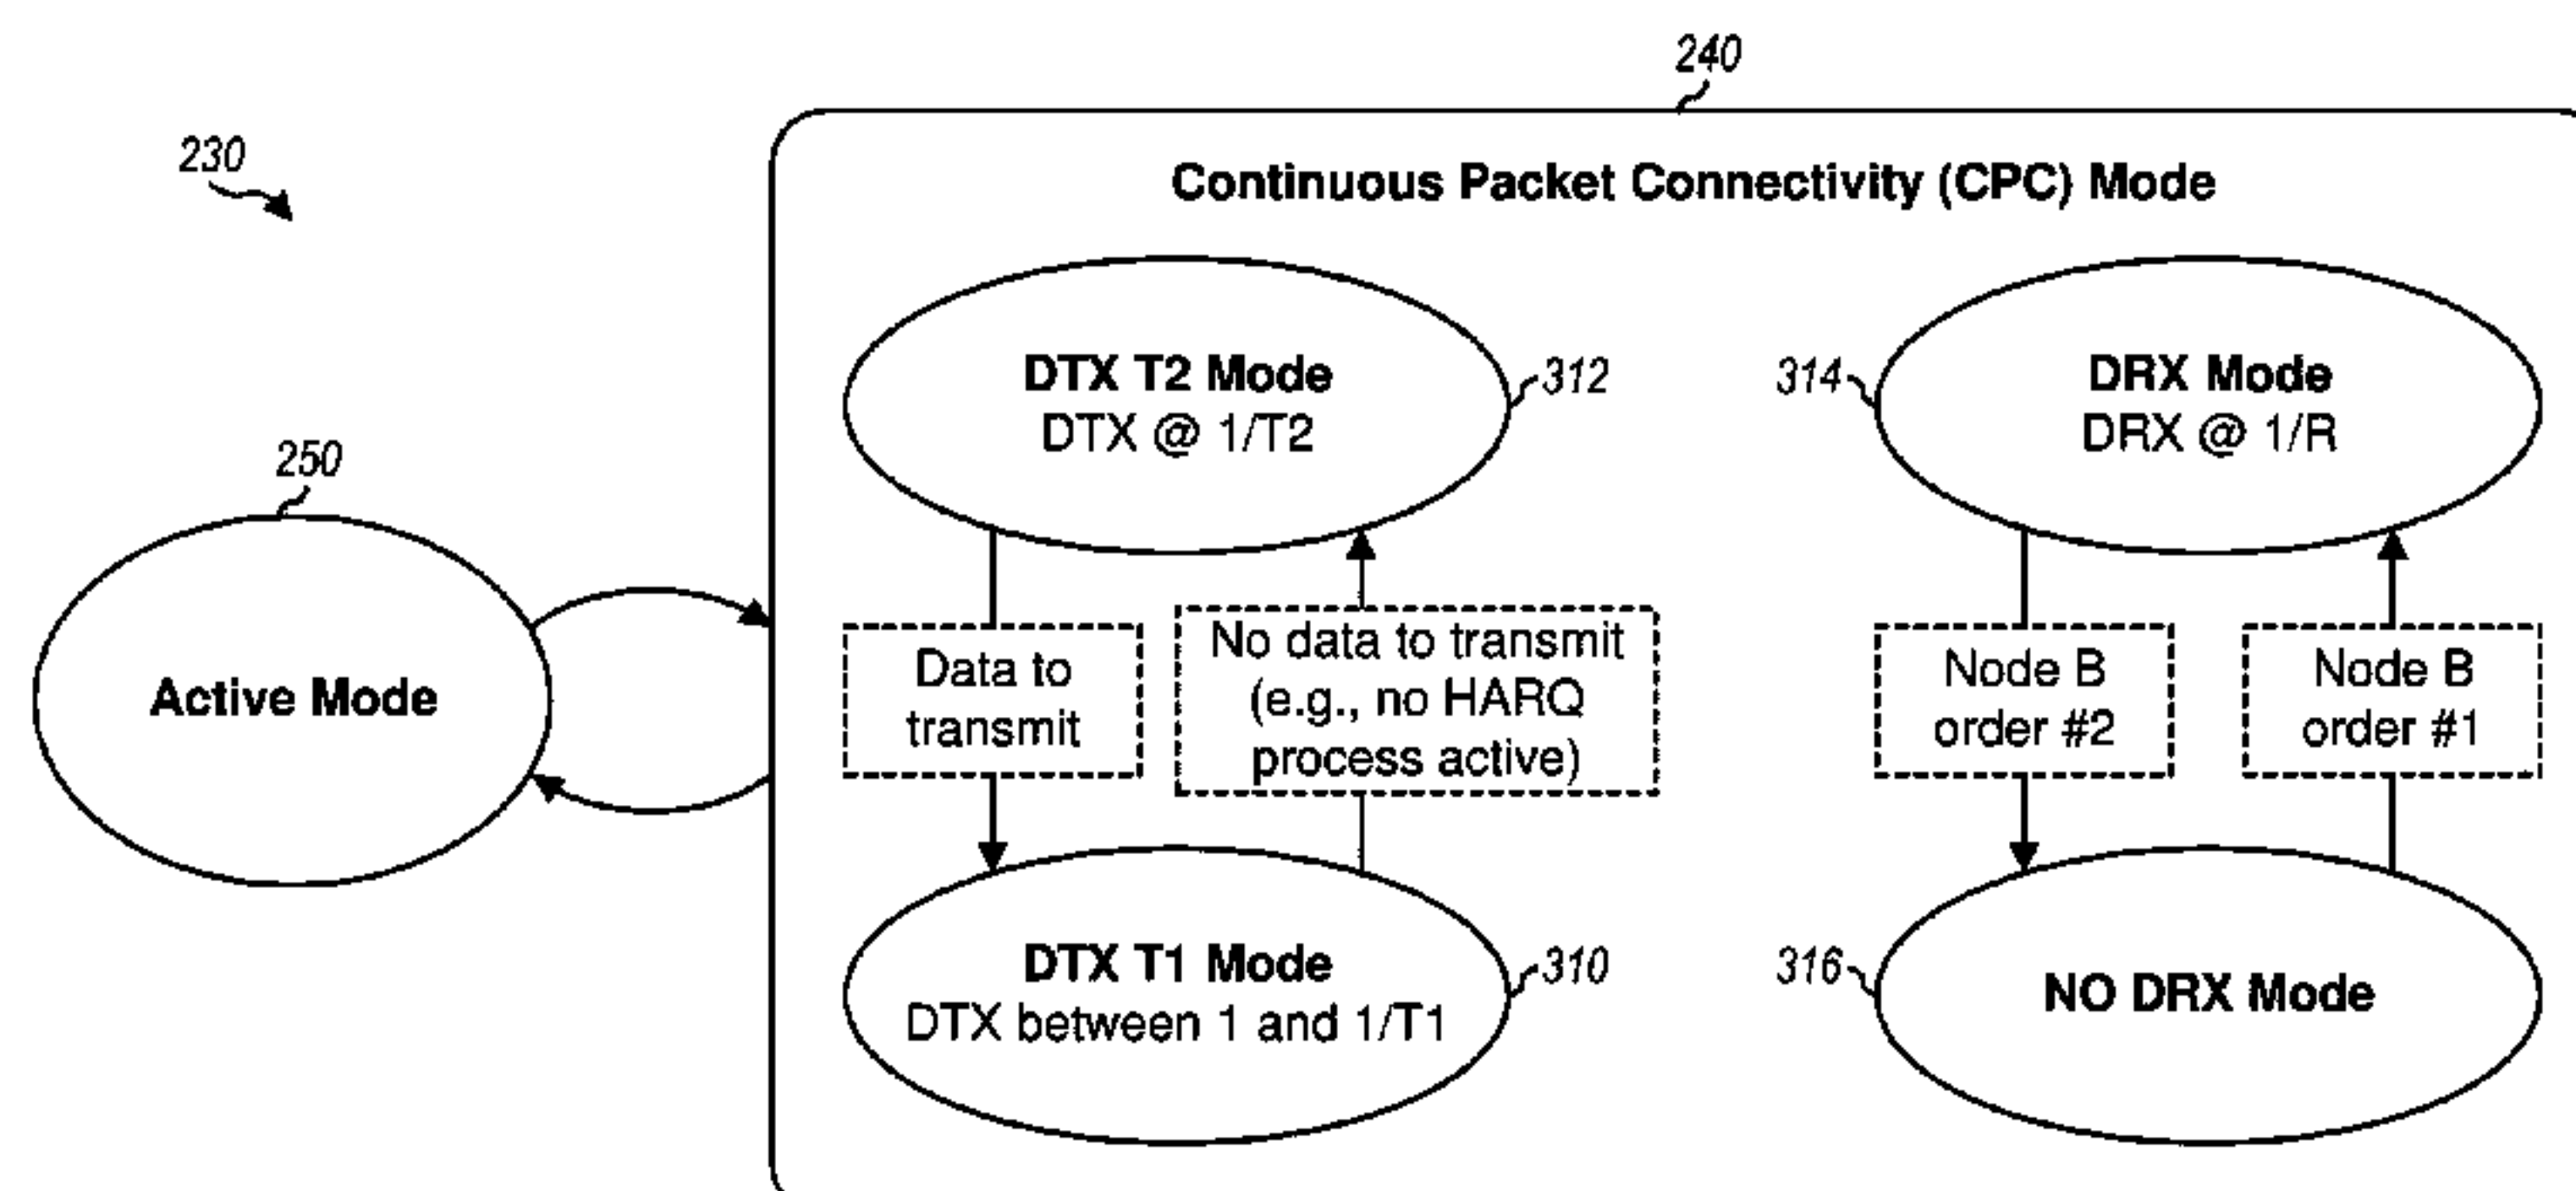 240
230
Continuous Packet Connectivity (CPC) Mode
250
Active Mode
DTX T2 Mode
DTX @ 1/T2
312
314
DRX Mode
DRX @ 1/R
Data to
transmit
No data to transmit
(e.g., no HARQ
process active)
Node B
order #2
Node B
order #1
DTX T1 Mode
DTX between 1 and 1/T1
310
316
NO DRX Mode